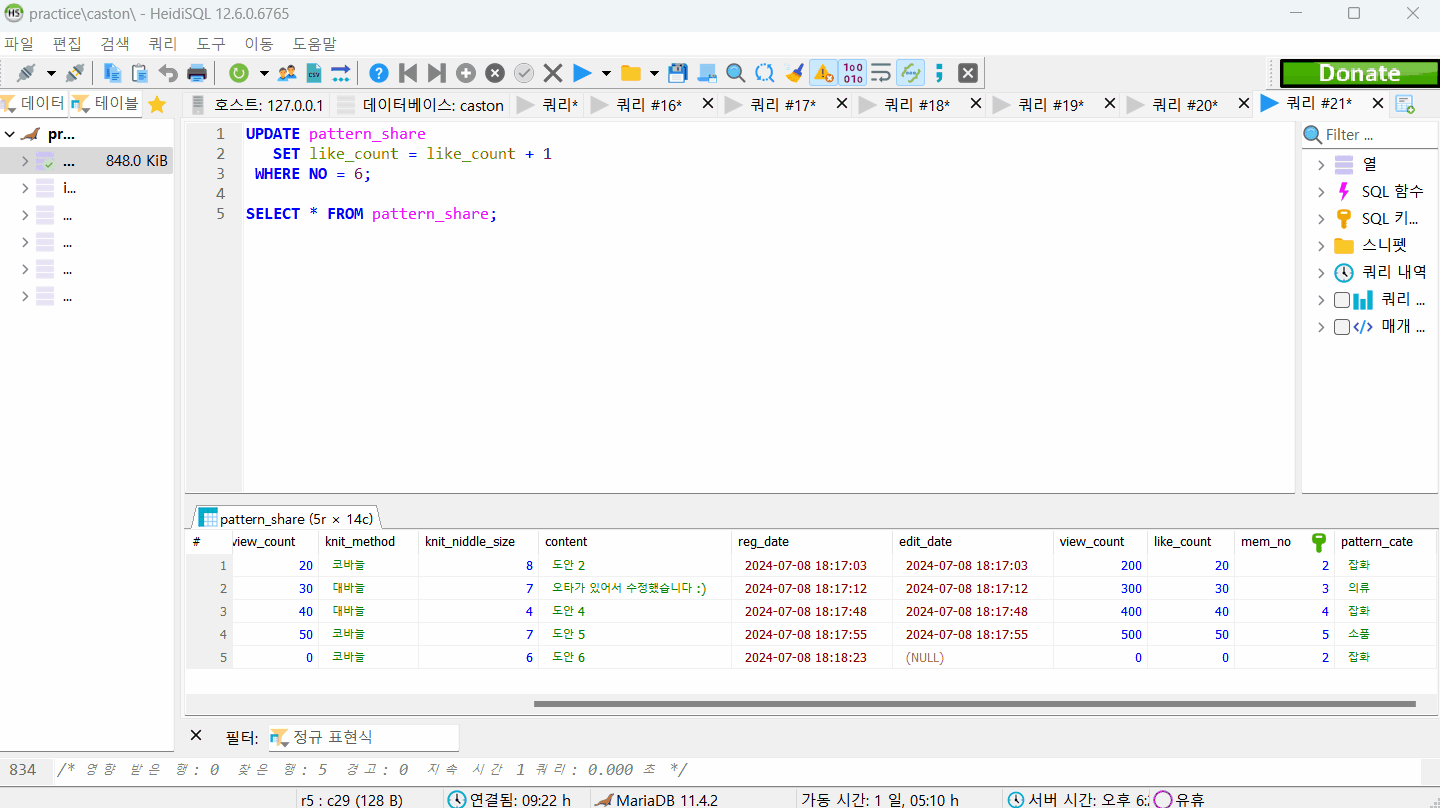 practice\caston\ - HeidiSQL 12.6.0.6765
파일 편집 검색 쿼리 도구 이동 도움말
Donate
데이터 테이블 호스트: 127.0.0.1 데이터베이스: caston 쿼리* 쿼리 #16* 쿼리 #17* 쿼리 #18* 쿼리 #19* 쿼리 #20* 쿼리 #21*
pr...
... 848.0 KiB
i...
...
...
...
...
1 UPDATE pattern_share
2 SET like_count = like_count + 1
3 WHERE NO = 6;
4
5 SELECT * FROM pattern_share;
Filter ...
열
SQL 함수
SQL 키...
스니펫
쿼리 내역
쿼리 ...
매개 ...
pattern_share (5r × 14c)
# view_count knit_method knit_niddle_size content reg_date edit_date view_count like_count mem_no pattern_cate
1 20 코바늘 8 도안 2 2024-07-08 18:17:03 2024-07-08 18:17:03 200 20 2 잡화
2 30 대바늘 7 오타가 있어서 수정했습니다 :) 2024-07-08 18:17:12 2024-07-08 18:17:12 300 30 3 의류
3 40 대바늘 4 도안 4 2024-07-08 18:17:48 2024-07-08 18:17:48 400 40 4 잡화
4 50 코바늘 7 도안 5 2024-07-08 18:17:55 2024-07-08 18:17:55 500 50 5 소품
5 0 코바늘 6 도안 6 2024-07-08 18:18:23 (NULL) 0 0 2 잡화
필터: 정규 표현식
834 /* 영향 받은 행: 0 찾은 행: 5 경고: 0 지속 시간 1 쿼리: 0.000 초 */
r5 : c29 (128 B) 연결됨: 09:22 h MariaDB 11.4.2 가동 시간: 1 일, 05:10 h 서버 시간: 오후 6: 유휴